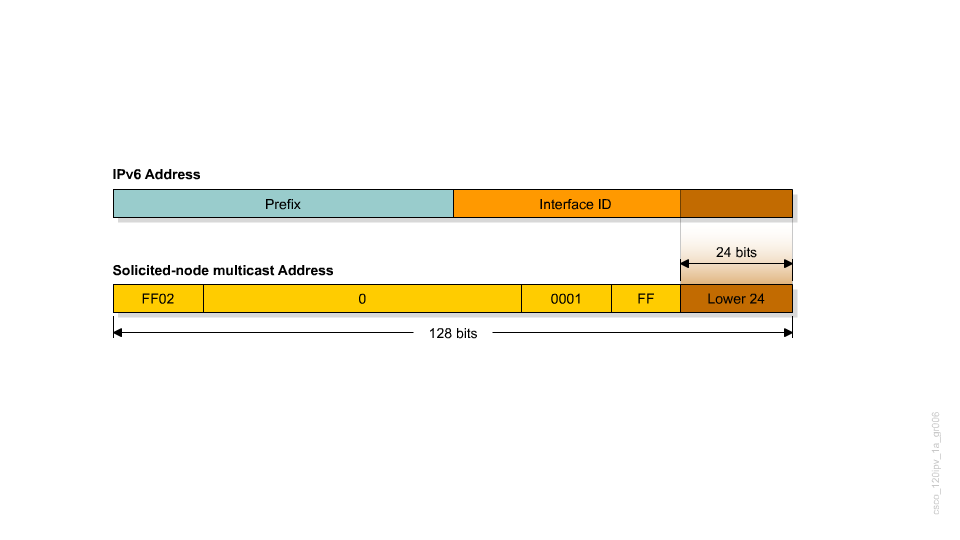 IPv6 Address
Prefix Interface ID
24 bits
Solicited-node multicast Address
FF02 0 0001 FF Lower 24
128 bits
csco_120ipv_1a_gr006